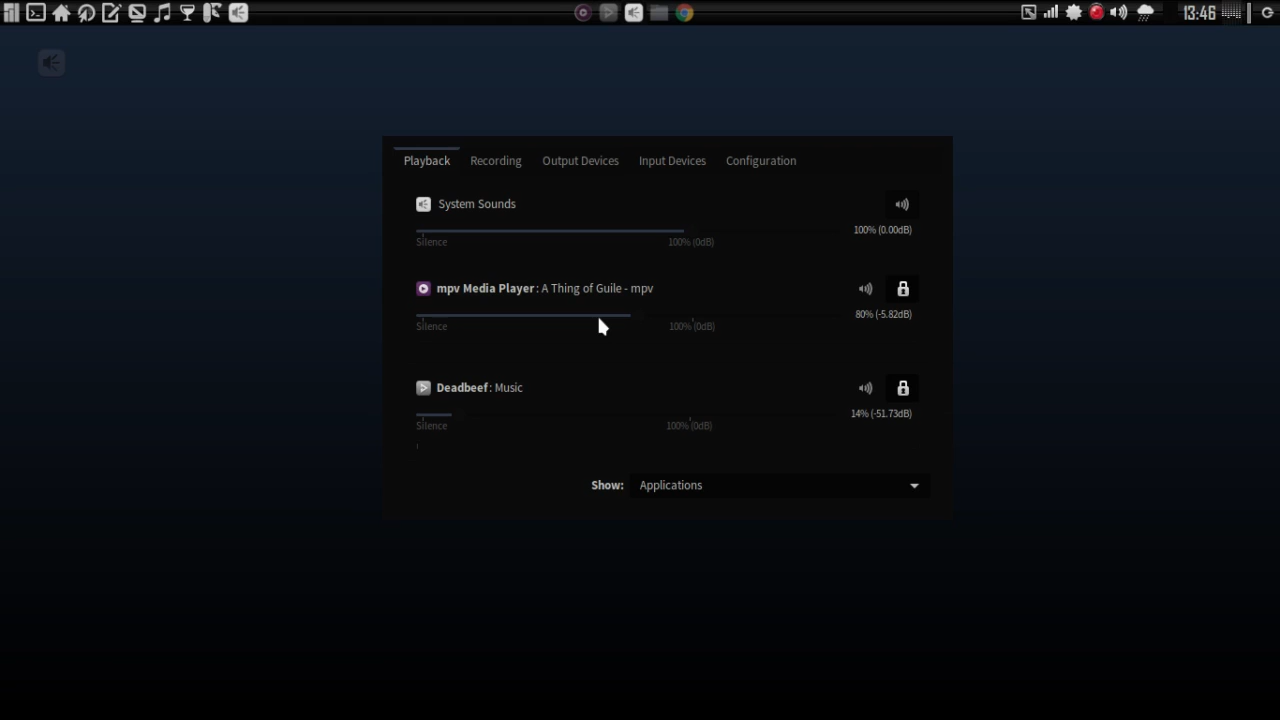 13:46
Playback Recording Output Devices Input Devices Configuration
System Sounds
100% (0.00dB)
Silence 100% (0dB)
mpv Media Player: A Thing of Guile - mpv
80% (-5.82dB)
Silence 100% (0dB)
Deadbeef: Music
14% (-51.73dB)
Silence 100% (0dB)
Show: Applications